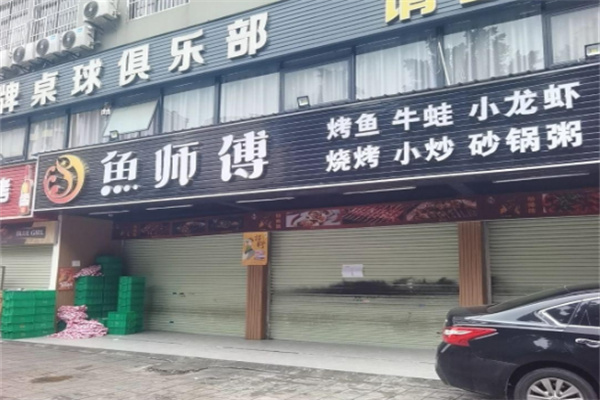 牌桌球俱乐部
魚师傅
烤鱼 牛蛙 小龙虾
烧烤 小炒 砂锅粥